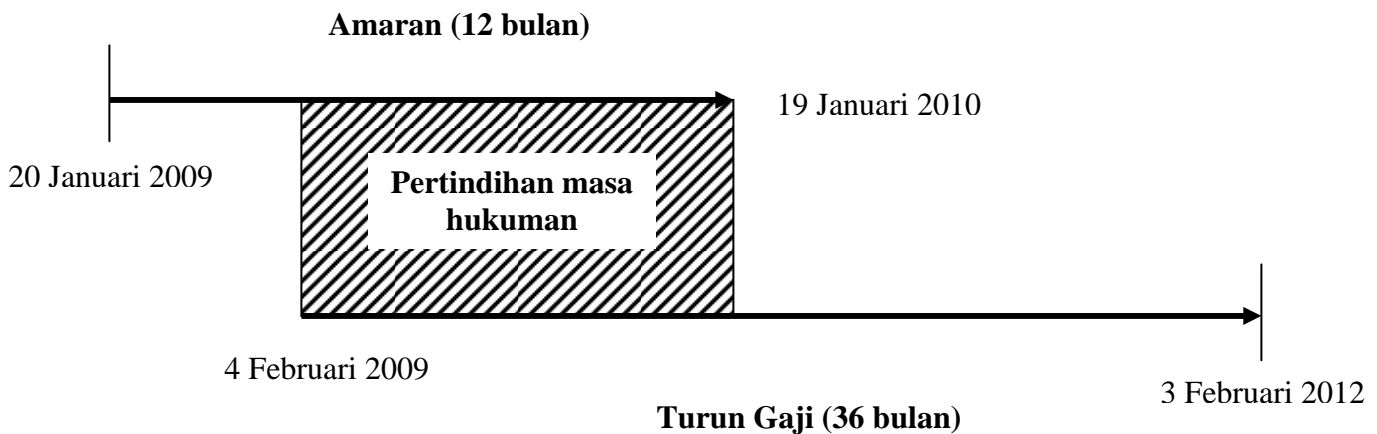 Amaran (12 bulan)
19 Januari 2010
20 Januari 2009
Pertindihan masa
hukuman
4 Februari 2009
3 Februari 2012
Turun Gaji (36 bulan)